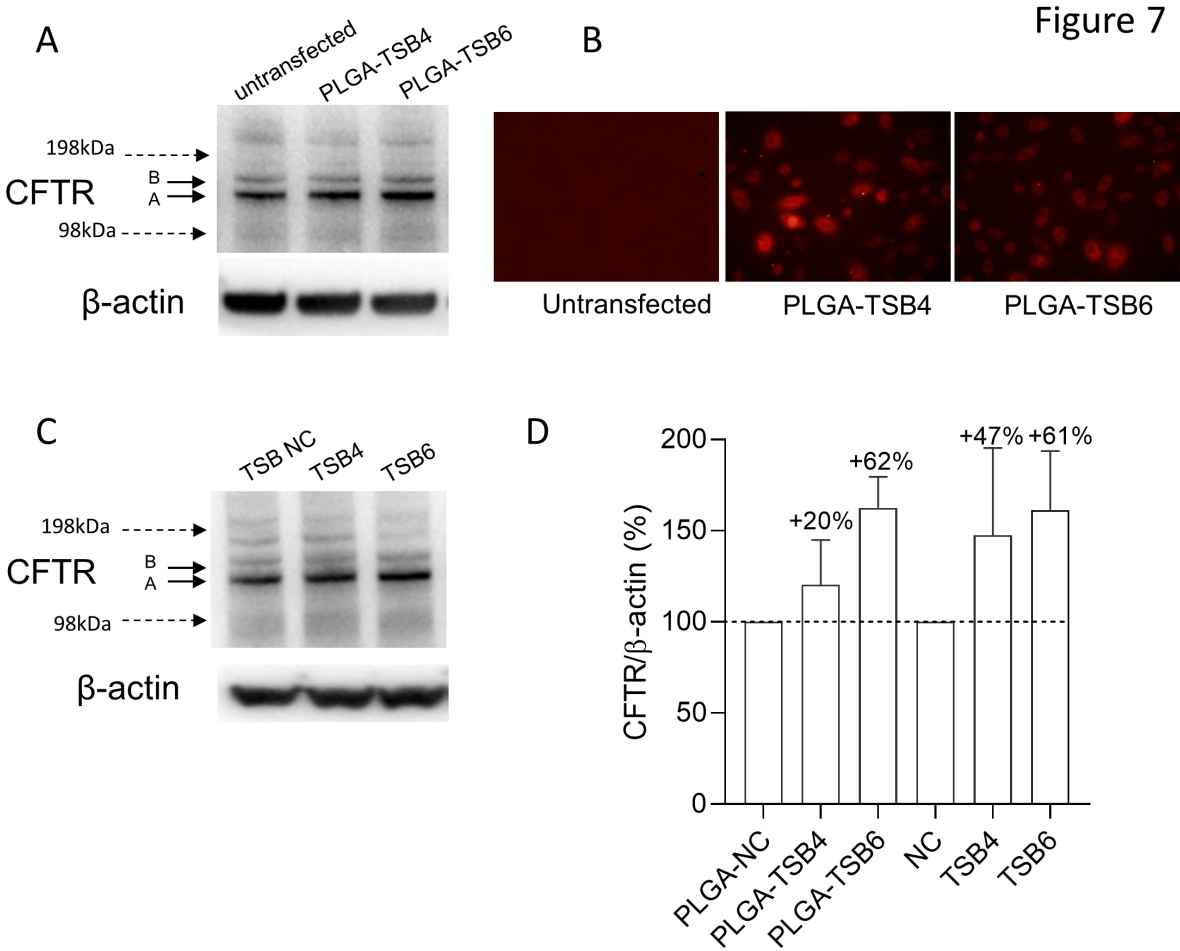 Figure 7
A
untransfected
PLGA-TSB4
PLGA-TSB6
198kDa
CFTR
B
A
98kDa
β-actin
B
Untransfected
PLGA-TSB4
PLGA-TSB6
C
TSB NC
TSB4
TSB6
198kDa
CFTR
B
A
98kDa
β-actin
D
CFTR/β-actin (%)
200
150
100
50
0
+20%
+62%
+47%
+61%
PLGA-NC
PLGA-TSB4
PLGA-TSB6
NC
TSB4
TSB6